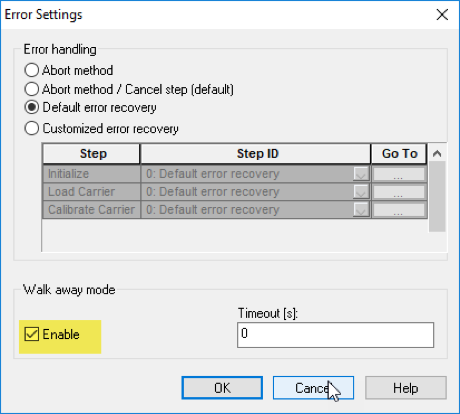 Error Settings
Error handling
Abort method
Abort method / Cancel step (default)
Default error recovery
Customized error recovery
Step Step ID Go To
Initialize 0: Default error recovery ...
Load Carrier 0: Default error recovery ...
Calibrate Carrier 0: Default error recovery ...
Walk away mode
Timeout [s]:
Enable 0
OK Cancel Help